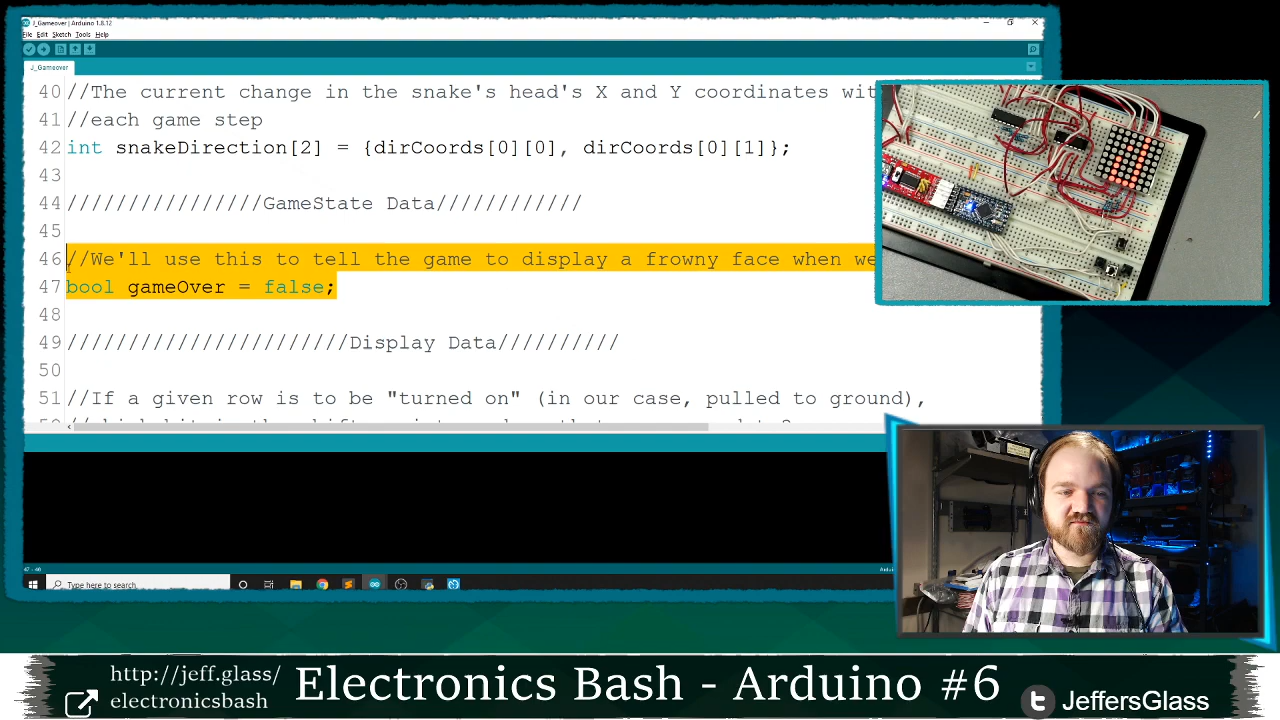 J_Gameover | Arduino 1.8.12
File Edit Sketch Tools Help
J_Gameover
40 //The current change in the snake's head's X and Y coordinates wit
41 //each game step
42 int snakeDirection[2] = {dirCoords[0][0], dirCoords[0][1]};
43
44 ////////////////GameState Data////////////
45
46 //We'll use this to tell the game to display a frowny face when we
47 bool gameOver = false;
48
49 ///////////////////////Display Data//////////
50
51 //If a given row is to be "turned on" (in our case, pulled to ground),
Type here to search
http://jeff.glass/
electronicsbash
Electronics Bash - Arduino #6
JeffersGlass